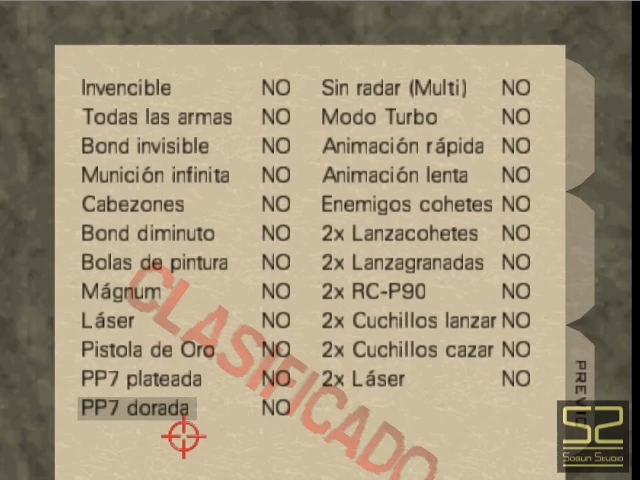 Invencible NO
Todas las armas NO
Bond invisible NO
Munición infinita NO
Cabezones NO
Bond diminuto NO
Bolas de pintura NO
Mágnum NO
Láser NO
Pistola de Oro NO
PP7 plateada NO
PP7 dorada NO
Sin radar (Multi) NO
Modo Turbo NO
Animación rápida NO
Animación lenta NO
Enemigos cohetes NO
2x Lanzacohetes NO
2x Lanzagranadas NO
2x RC-P90 NO
2x Cuchillos lanzar NO
2x Cuchillos cazar NO
2x Láser NO
CLASIFICADO
S2
Sogun Studio